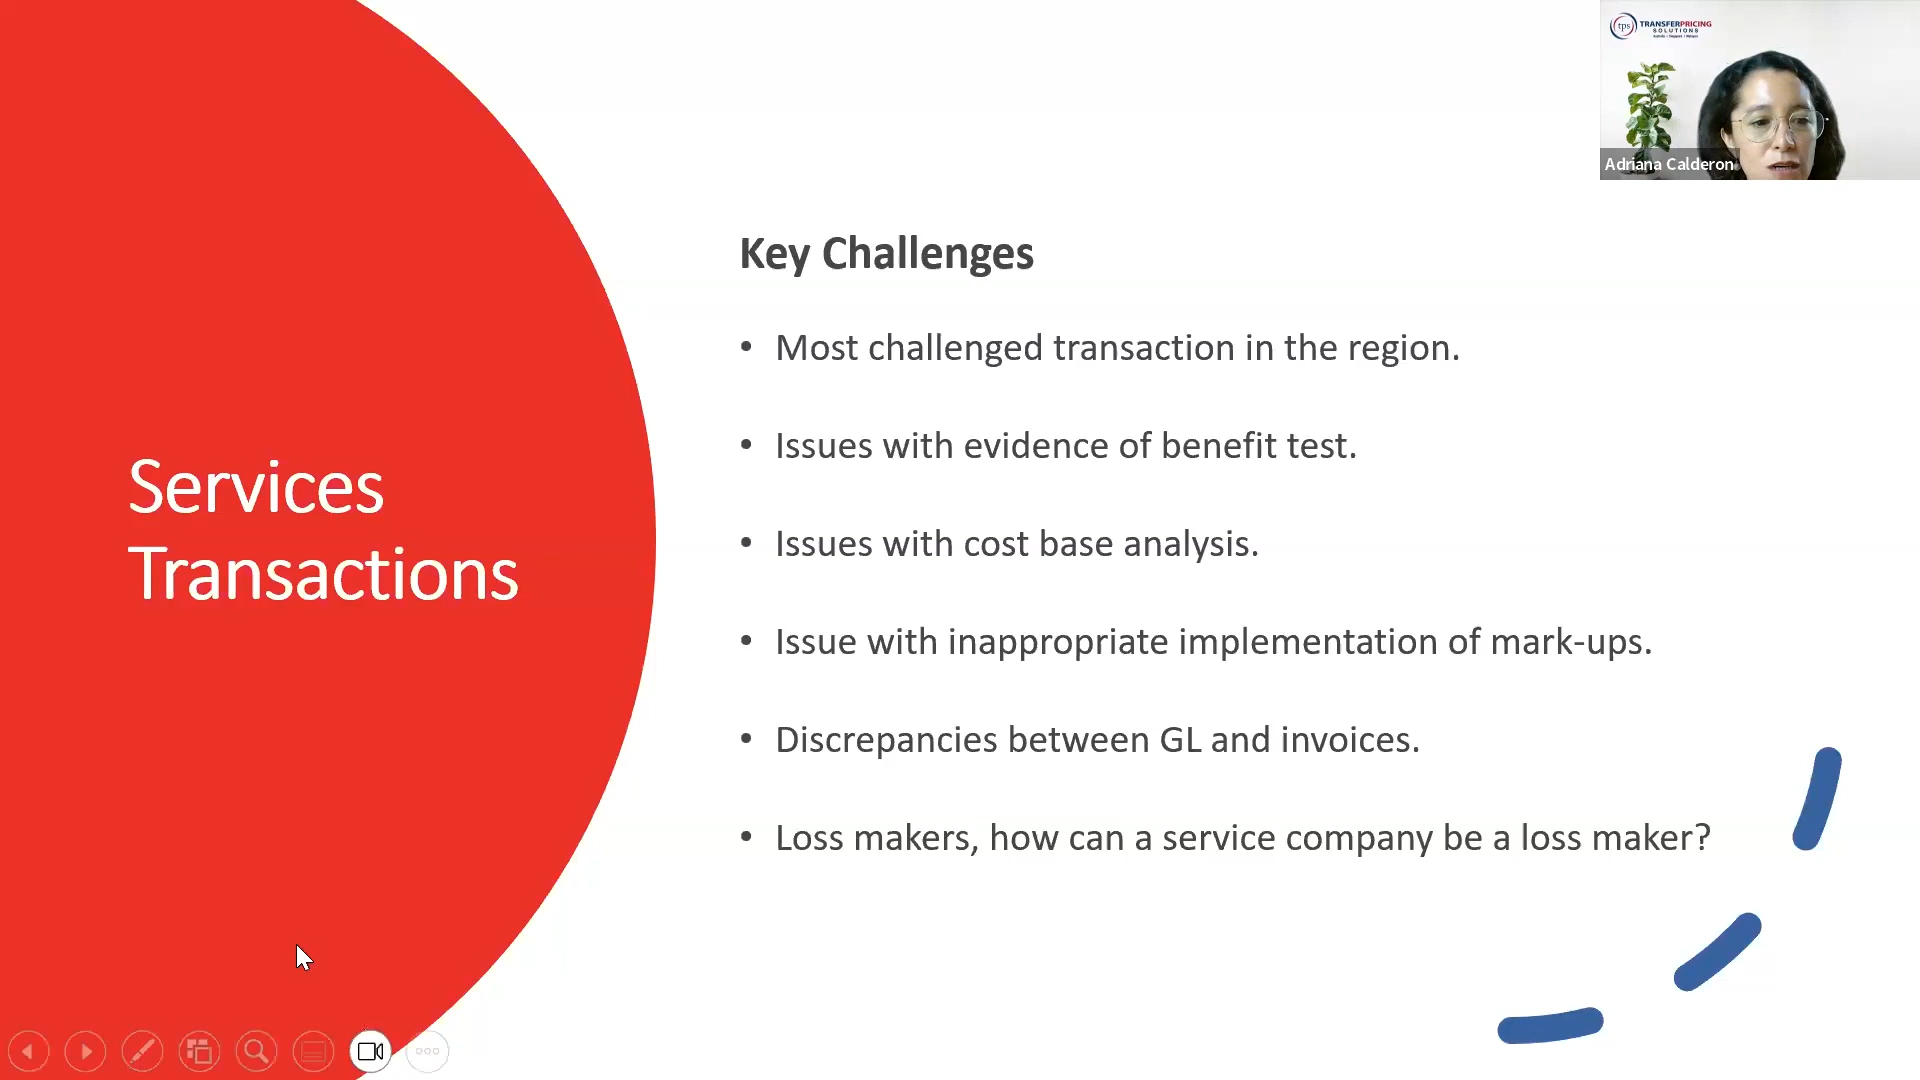 tps TRANSFERPRICING
SOLUTIONS
Adriana Calderon
Services
Transactions
Key Challenges
• Most challenged transaction in the region.
• Issues with evidence of benefit test.
• Issues with cost base analysis.
• Issue with inappropriate implementation of mark-ups.
• Discrepancies between GL and invoices.
• Loss makers, how can a service company be a loss maker?